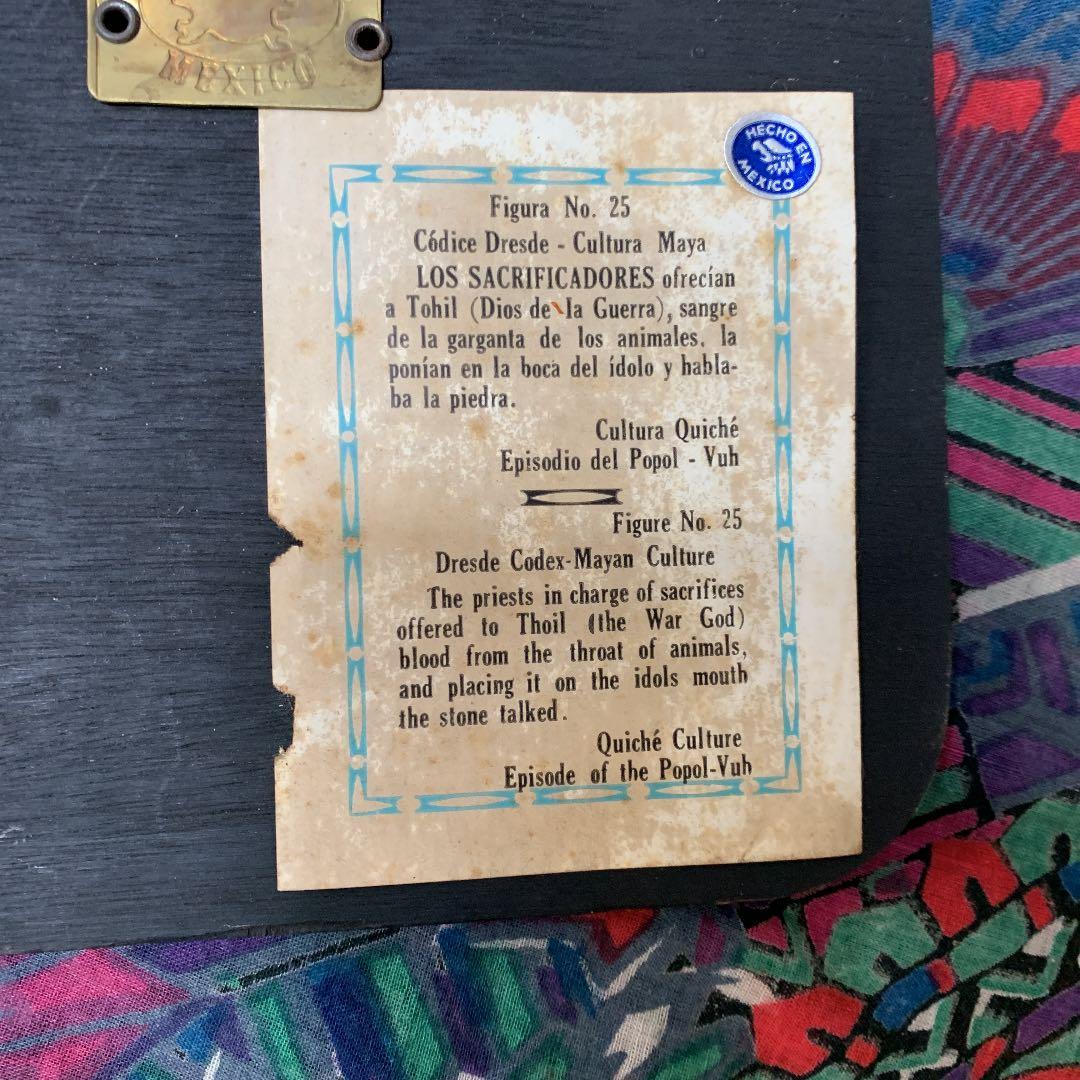 MEXICO
HECHO EN
MEXICO
Figura No. 25
Códice Dresde - Cultura Maya
LOS SACRIFICADORES ofrecían
a Tohil (Dios de la Guerra), sangre
de la garganta de los animales, la
ponían en la boca del ídolo y habla-
ba la piedra.
Cultura Quiché
Episodio del Popol - Vuh
Figure No. 25
Dresde Codex-Mayan Culture
The priests in charge of sacrifices
offered to Thoil (the War God)
blood from the throat of animals,
and placing it on the idols mouth
the stone talked.
Quiché Culture
Episode of the Popol-Vuh